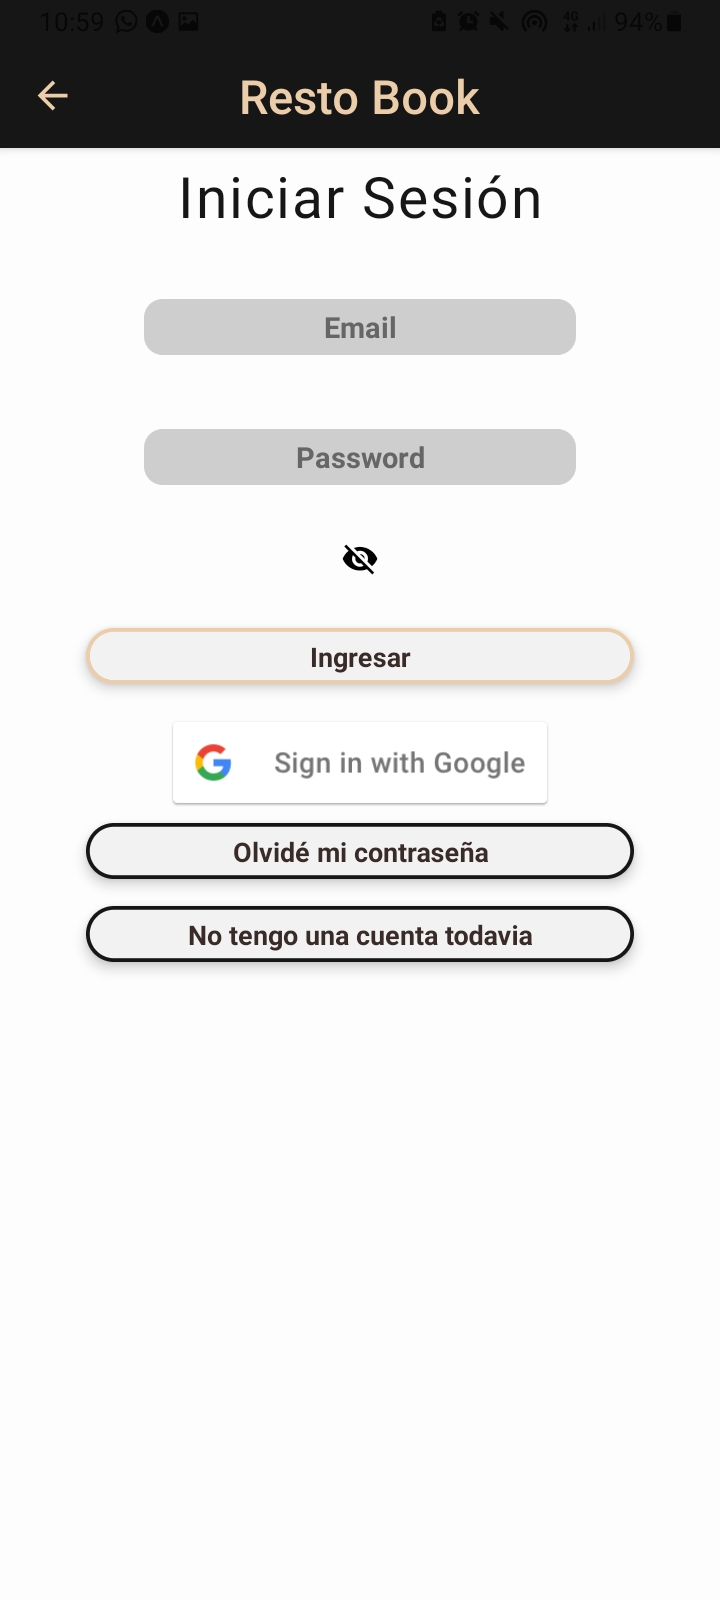 10:59 4G 94%
Resto Book
Iniciar Sesión
Email
Password
Ingresar
Sign in with Google
Olvidé mi contraseña
No tengo una cuenta todavia